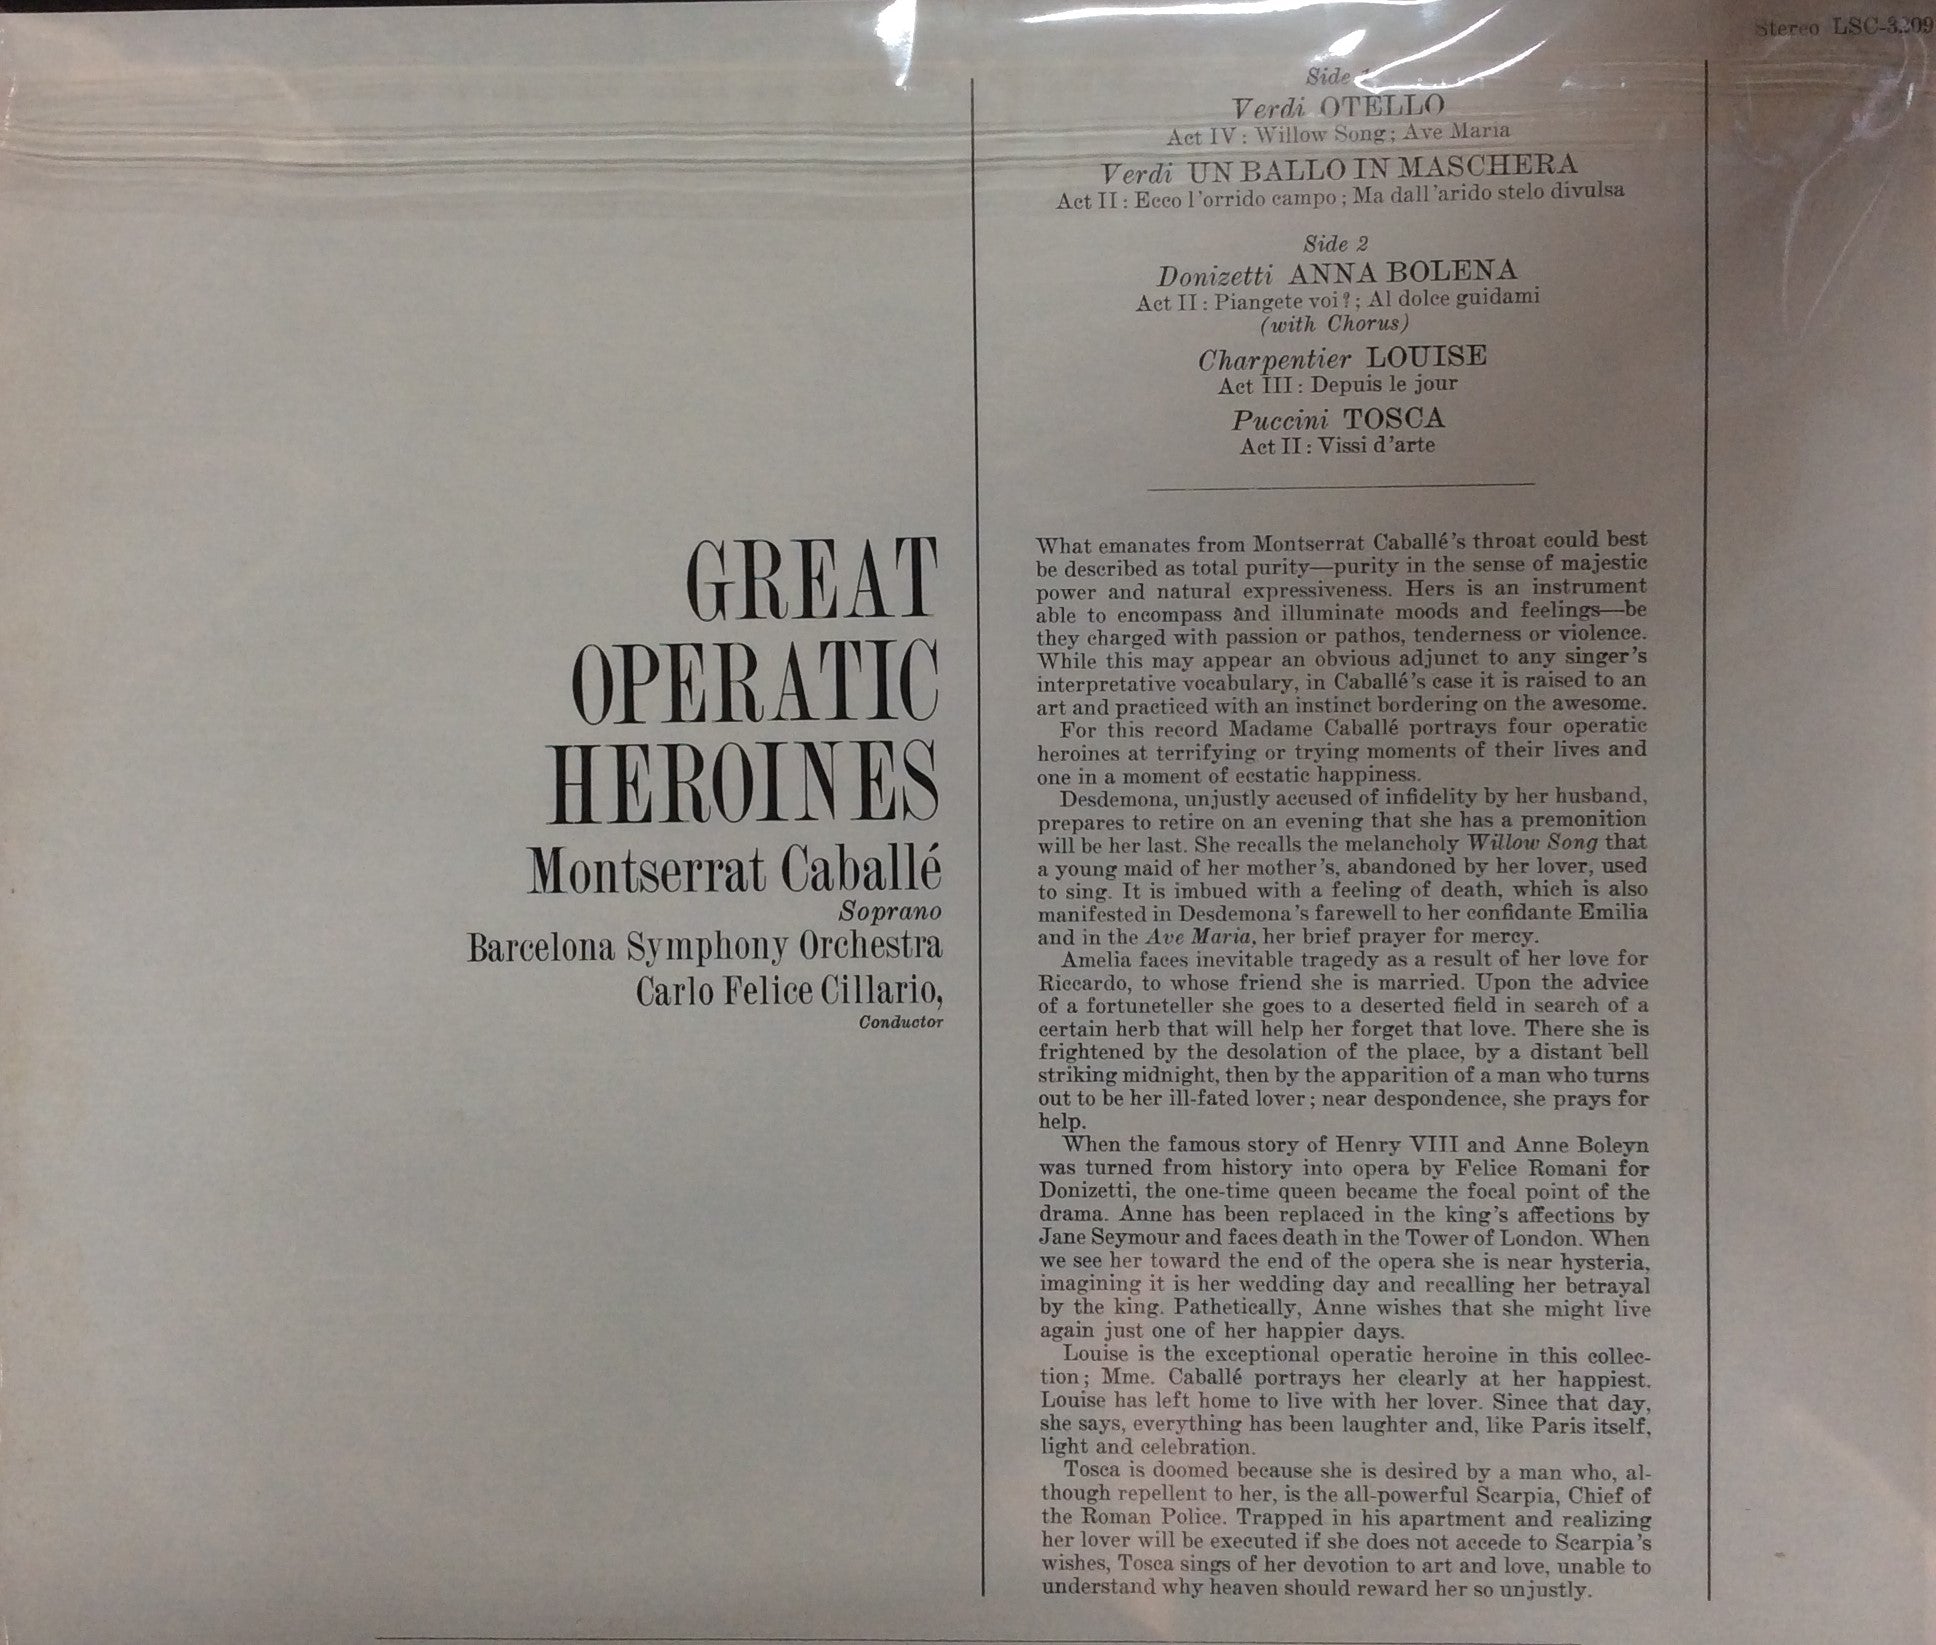 Stereo LSC-3209
GREAT
OPERATIC
HEROINES
Montserrat Caballé
Soprano
Barcelona Symphony Orchestra
Carlo Felice Cillario,
Conductor
Side 1
Verdi OTELLO
Act IV: Willow Song; Ave Maria
Verdi UN BALLO IN MASCHERA
Act II: Ecco l'orrido campo; Ma dall'arido stelo divulsa
Side 2
Donizetti ANNA BOLENA
Act II: Piangete voi?; Al dolce guidami
(with Chorus)
Charpentier LOUISE
Act III: Depuis le jour
Puccini TOSCA
Act II: Vissi d'arte
What emanates from Montserrat Caballé's throat could best
be described as total purity—purity in the sense of majestic
power and natural expressiveness. Hers is an instrument
able to encompass and illuminate moods and feelings—be
they charged with passion or pathos, tenderness or violence.
While this may appear an obvious adjunct to any singer's
interpretative vocabulary, in Caballé's case it is raised to an
art and practiced with an instinct bordering on the awesome.
For this record Madame Caballé portrays four operatic
heroines at terrifying or trying moments of their lives and
one in a moment of ecstatic happiness.
Desdemona, unjustly accused of infidelity by her husband,
prepares to retire on an evening that she has a premonition
will be her last. She recalls the melancholy Willow Song that
a young maid of her mother's, abandoned by her lover, used
to sing. It is imbued with a feeling of death, which is also
manifested in Desdemona's farewell to her confidante Emilia
and in the Ave Maria, her brief prayer for mercy.
Amelia faces inevitable tragedy as a result of her love for
Riccardo, to whose friend she is married. Upon the advice
of a fortuneteller she goes to a deserted field in search of a
certain herb that will help her forget that love. There she is
frightened by the desolation of the place, by a distant bell
striking midnight, then by the apparition of a man who turns
out to be her ill-fated lover; near despondence, she prays for
help.
When the famous story of Henry VIII and Anne Boleyn
was turned from history into opera by Felice Romani for
Donizetti, the one-time queen became the focal point of the
drama. Anne has been replaced in the king's affections by
Jane Seymour and faces death in the Tower of London. When
we see her toward the end of the opera she is near hysteria,
imagining it is her wedding day and recalling her betrayal
by the king. Pathetically, Anne wishes that she might live
again just one of her happier days.
Louise is the exceptional operatic heroine in this collec-
tion; Mme. Caballé portrays her clearly at her happiest.
Louise has left home to live with her lover. Since that day,
she says, everything has been laughter and, like Paris itself,
light and celebration.
Tosca is doomed because she is desired by a man who, al-
though repellent to her, is the all-powerful Scarpia, Chief of
the Roman Police. Trapped in his apartment and realizing
her lover will be executed if she does not accede to Scarpia's
wishes, Tosca sings of her devotion to art and love, unable to
understand why heaven should reward her so unjustly.